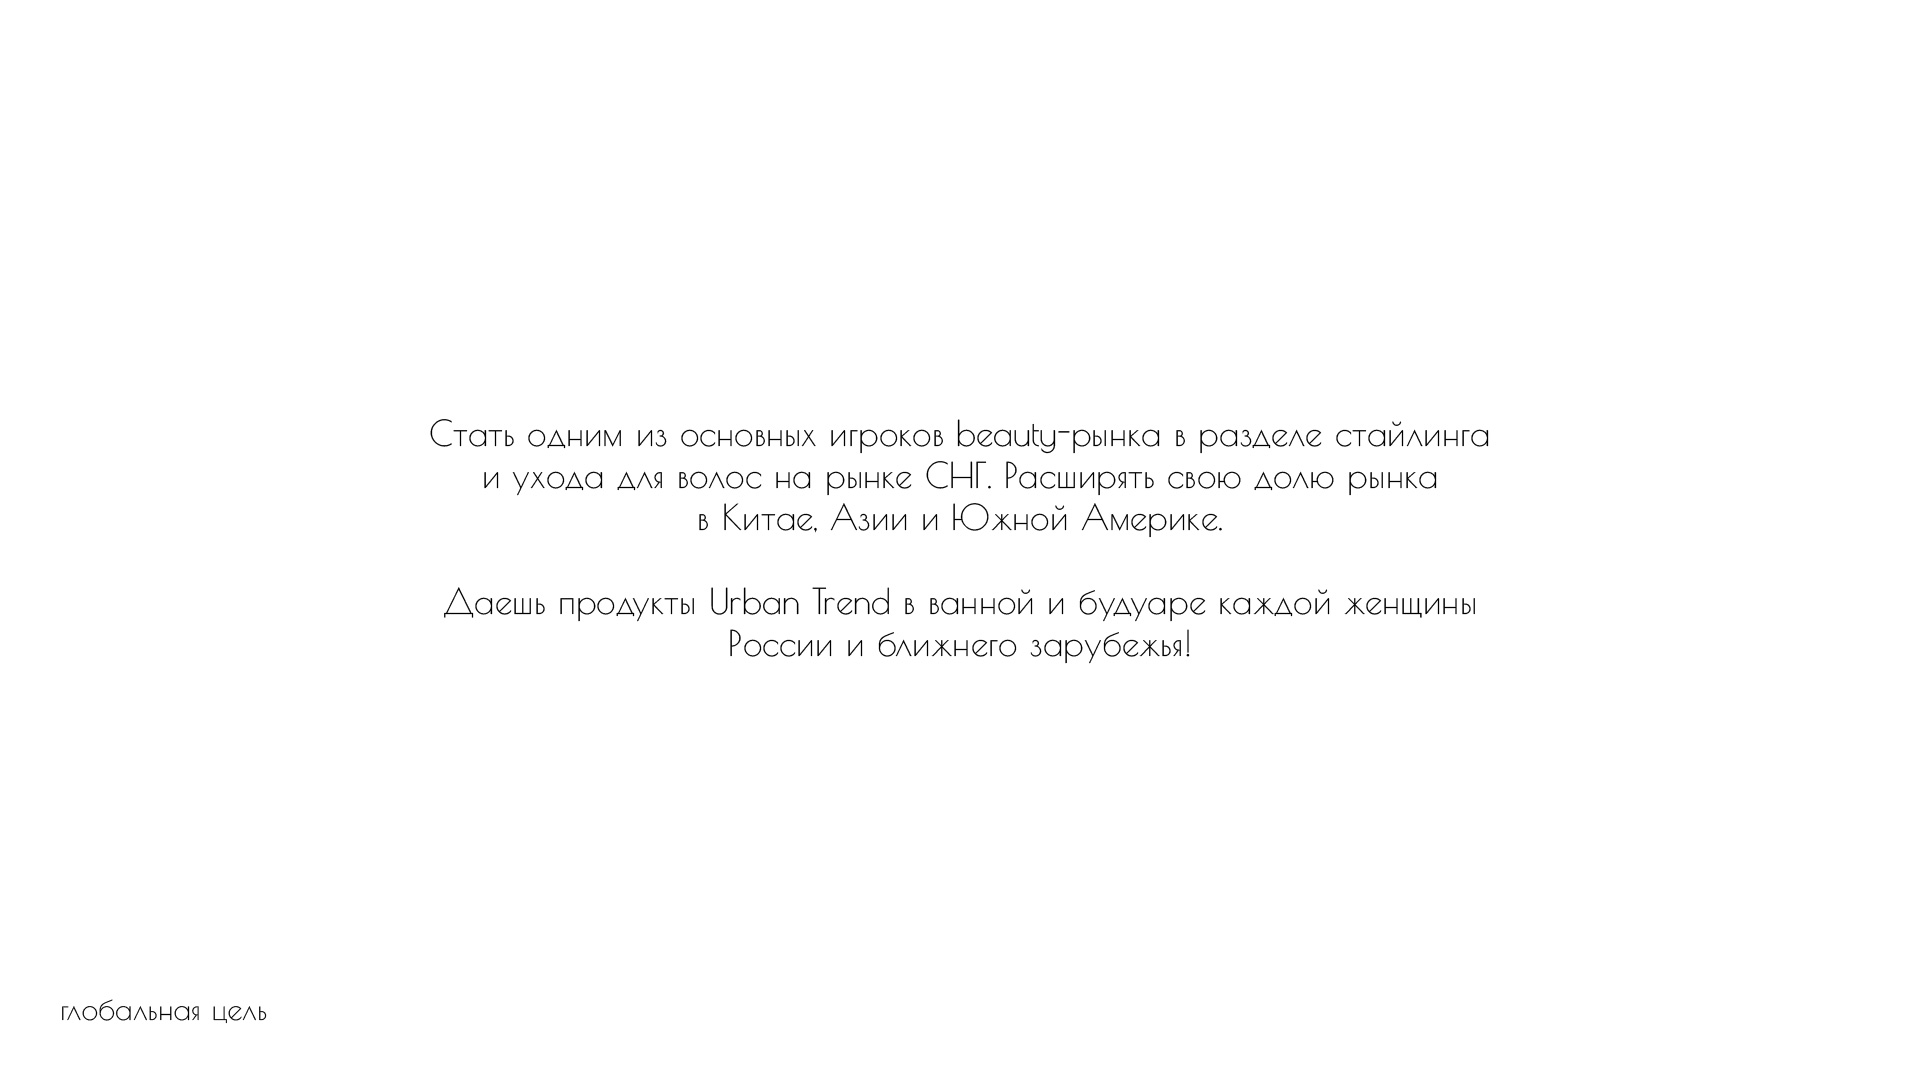 Стать одним из основных игроков beauty-рынка в разделе стайлинга
и ухода для волос на рынке СНГ. Расширять свою долю рынка
в Китае, Азии и Южной Америке.
Даешь продукты Urban Trend в ванной и будуаре каждой женщины
России и ближнего зарубежья!
глобальная цель